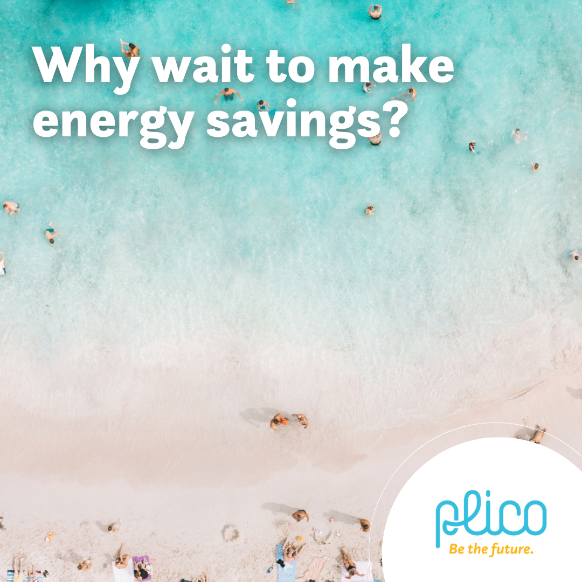 Why wait to make
energy savings?
plico
Be the future.